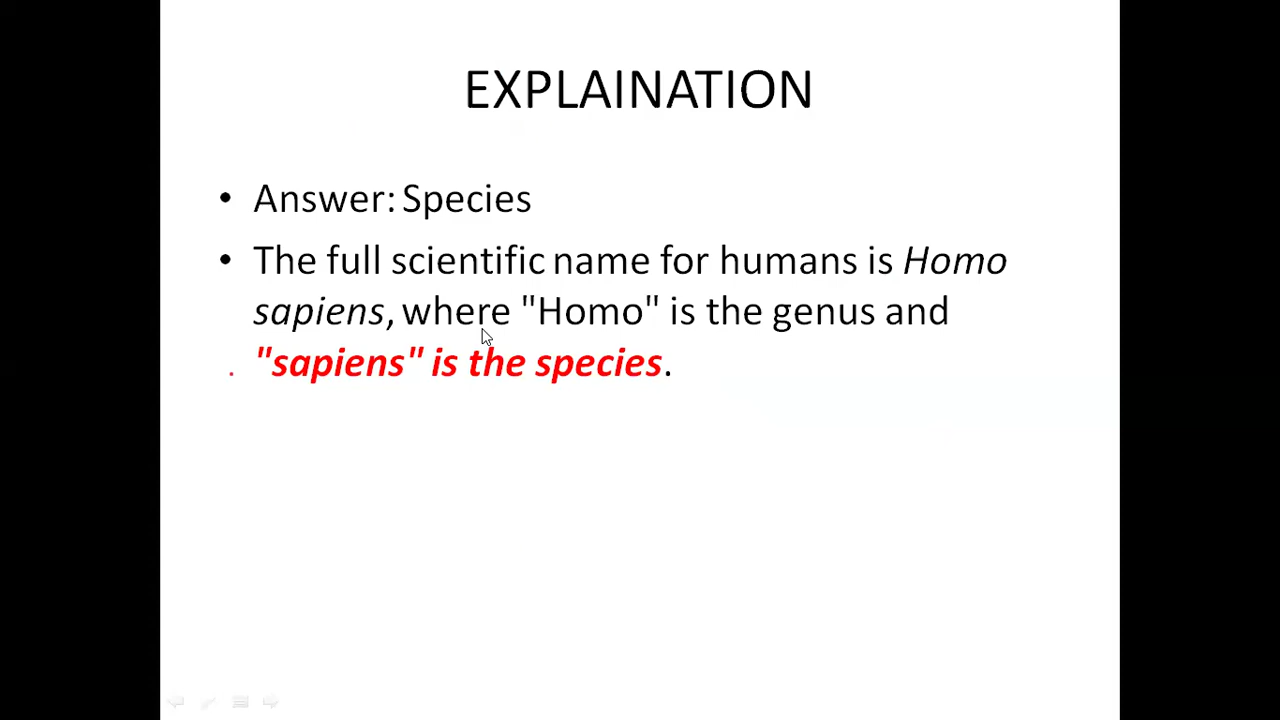 EXPLAINATION
• Answer: Species
• The full scientific name for humans is Homo
sapiens, where "Homo" is the genus and
"sapiens" is the species.